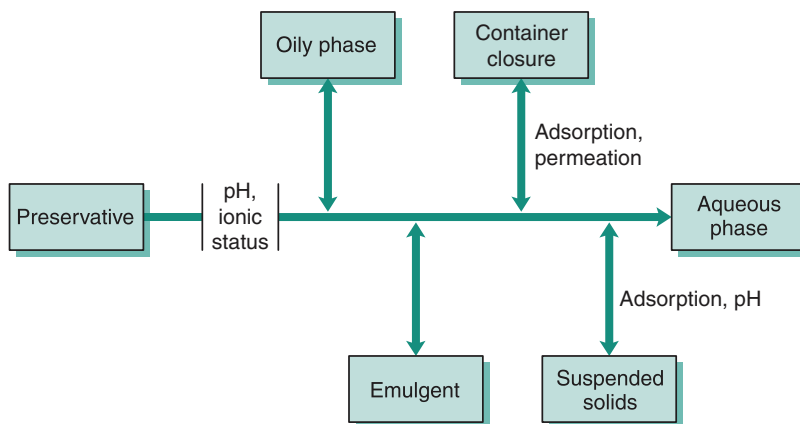 Oily phase
Container
closure
Adsorption,
permeation
Preservative
pH,
ionic
status
Aqueous
phase
Adsorption, pH
Emulgent
Suspended
solids